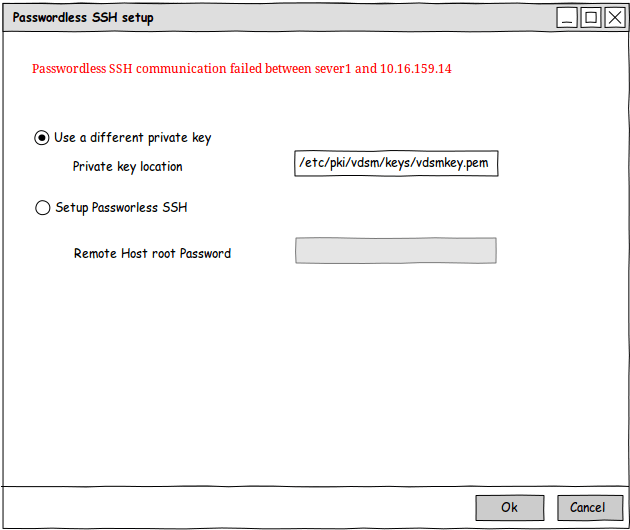 Passwordless SSH setup
Passwordless SSH communication failed between sever1 and 10.16.159.14
Use a different private key
Private key location /etc/pki/vdsm/keys/vdsmkey.pem
Setup Passworless SSH
Remote Host root Password
Ok Cancel